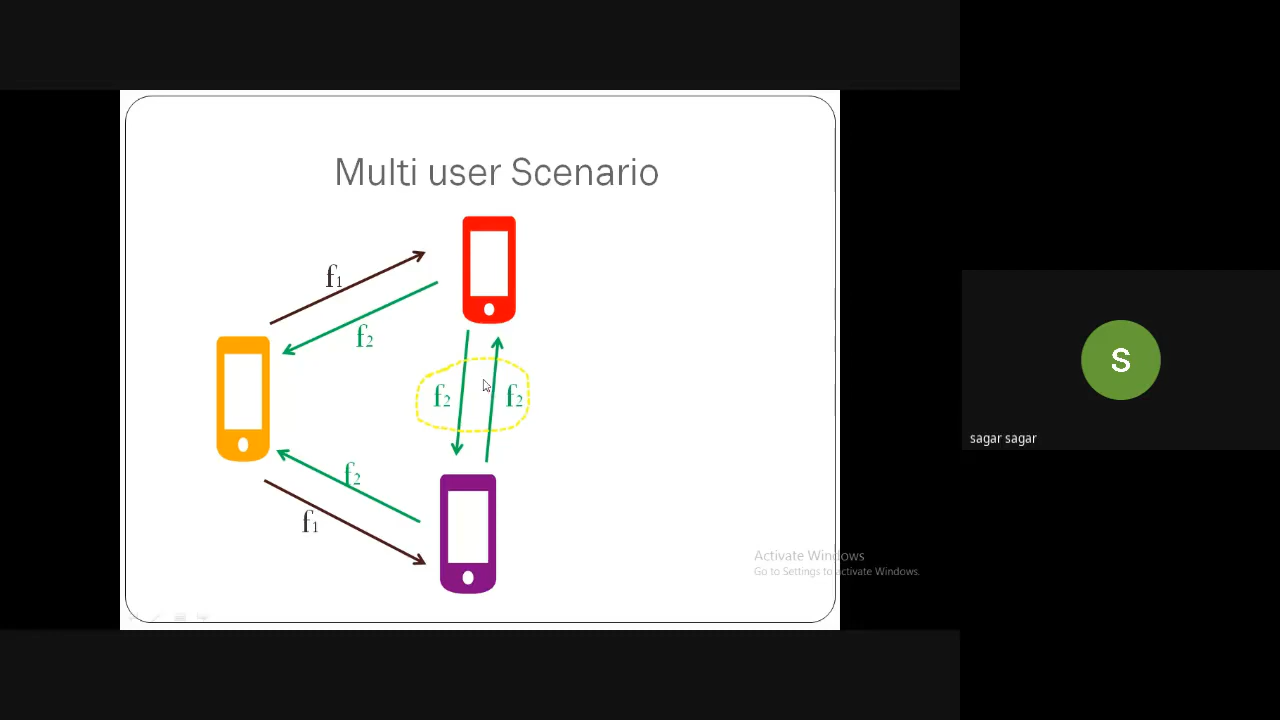 Multi user Scenario
f1
f2
f2
f2
f2
f1
S
sagar sagar
Activate Windows
Go to Settings to activate Windows.